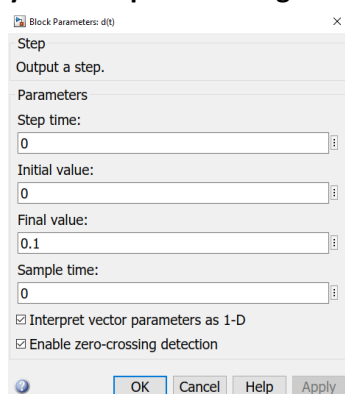 Block Parameters: d(t)
Step
Output a step.
Parameters
Step time:
0
Initial value:
0
Final value:
0.1
Sample time:
0
Interpret vector parameters as 1-D
Enable zero-crossing detection
OK Cancel Help Apply